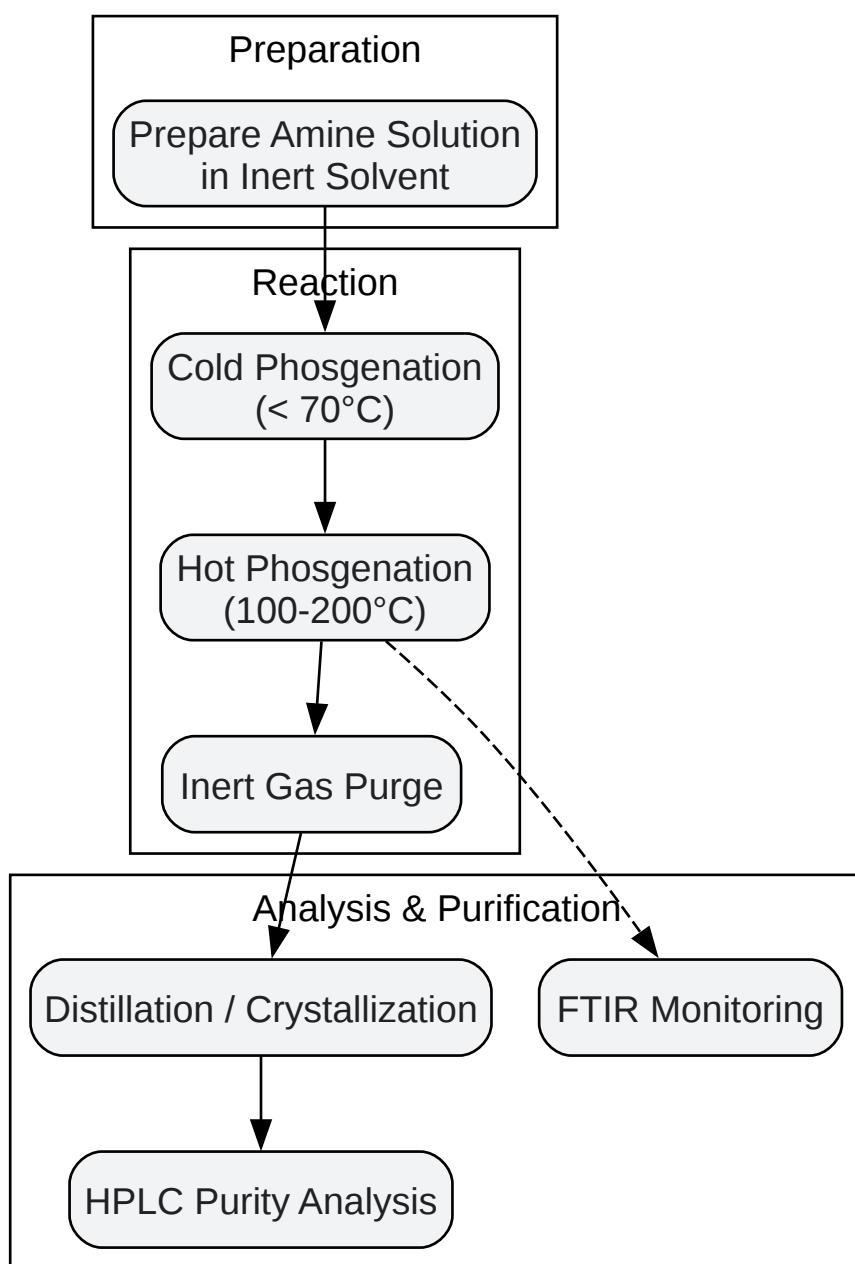 Preparation
Prepare Amine Solution
in Inert Solvent
Reaction
Cold Phosgenation
(< 70°C)
Hot Phosgenation
(100-200°C)
Inert Gas Purge
Analysis & Purification
Distillation / Crystallization
FTIR Monitoring
HPLC Purity Analysis